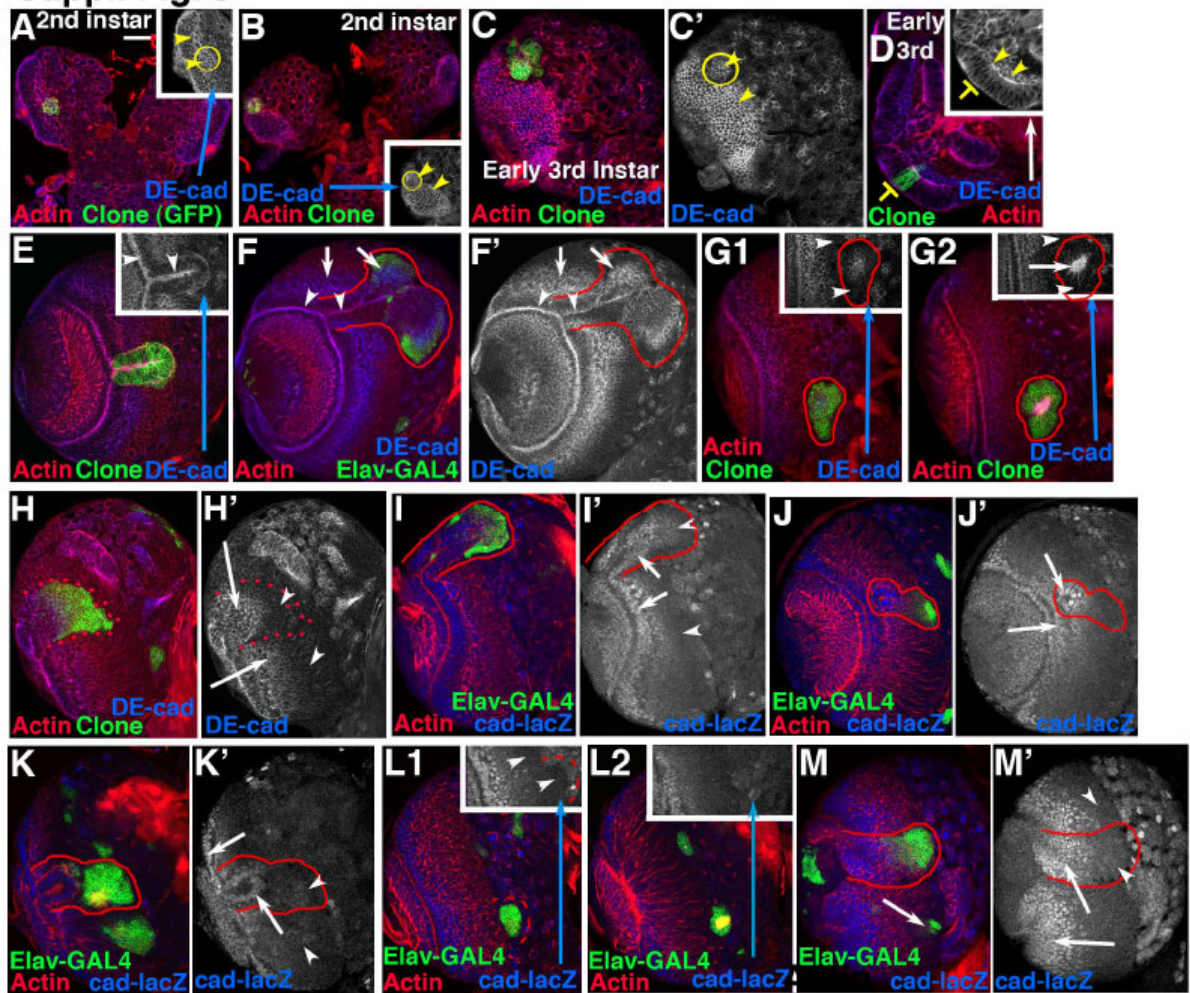 A 2nd instar
DE-cad
Actin Clone (GFP)
B 2nd instar
DE-cad
Actin Clone
C
Early 3rd Instar
DE-cad
Actin Clone
C'
DE-cad
Early
3rd
D
DE-cad
Clone Actin
E
Actin Clone DE-cad
F
DE-cad
Actin Elav-GAL4
F'
DE-cad
G1
Actin
Clone DE-cad
G2
DE-cad
Actin Clone
H
DE-cad
Actin Clone
H'
DE-cad
I
Elav-GAL4
Actin cad-lacZ
I'
cad-lacZ
J
Elav-GAL4
Actin cad-lacZ
J'
cad-lacZ
K
Elav-GAL4
Actin cad-lacZ
K'
cad-lacZ
L1
Elav-GAL4
Actin cad-lacZ
L2
Elav-GAL4
Actin cad-lacZ
M
Elav-GAL4
Actin cad-lacZ
M'
cad-lacZ